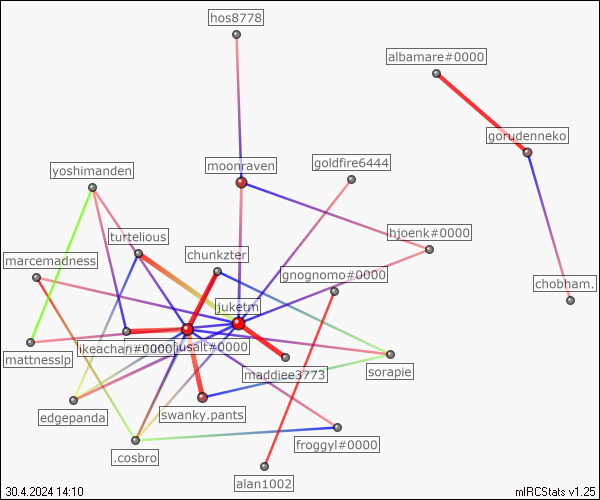 hos8778
albamare#0000
gorudenneko
moonraven
goldfire6444
yoshimanden
hjoenk#0000
turtelious
chunkzter
marcemadness
gnognomo#0000
chobham.
juketm
ikeachan#0000
usalt#0000
mattnesslp
maddiee3773
sorapie
edgepanda
swanky.pants
froggyl#0000
.cosbro
alan1002
30.4.2024 14:10
mIRCStats v1.25